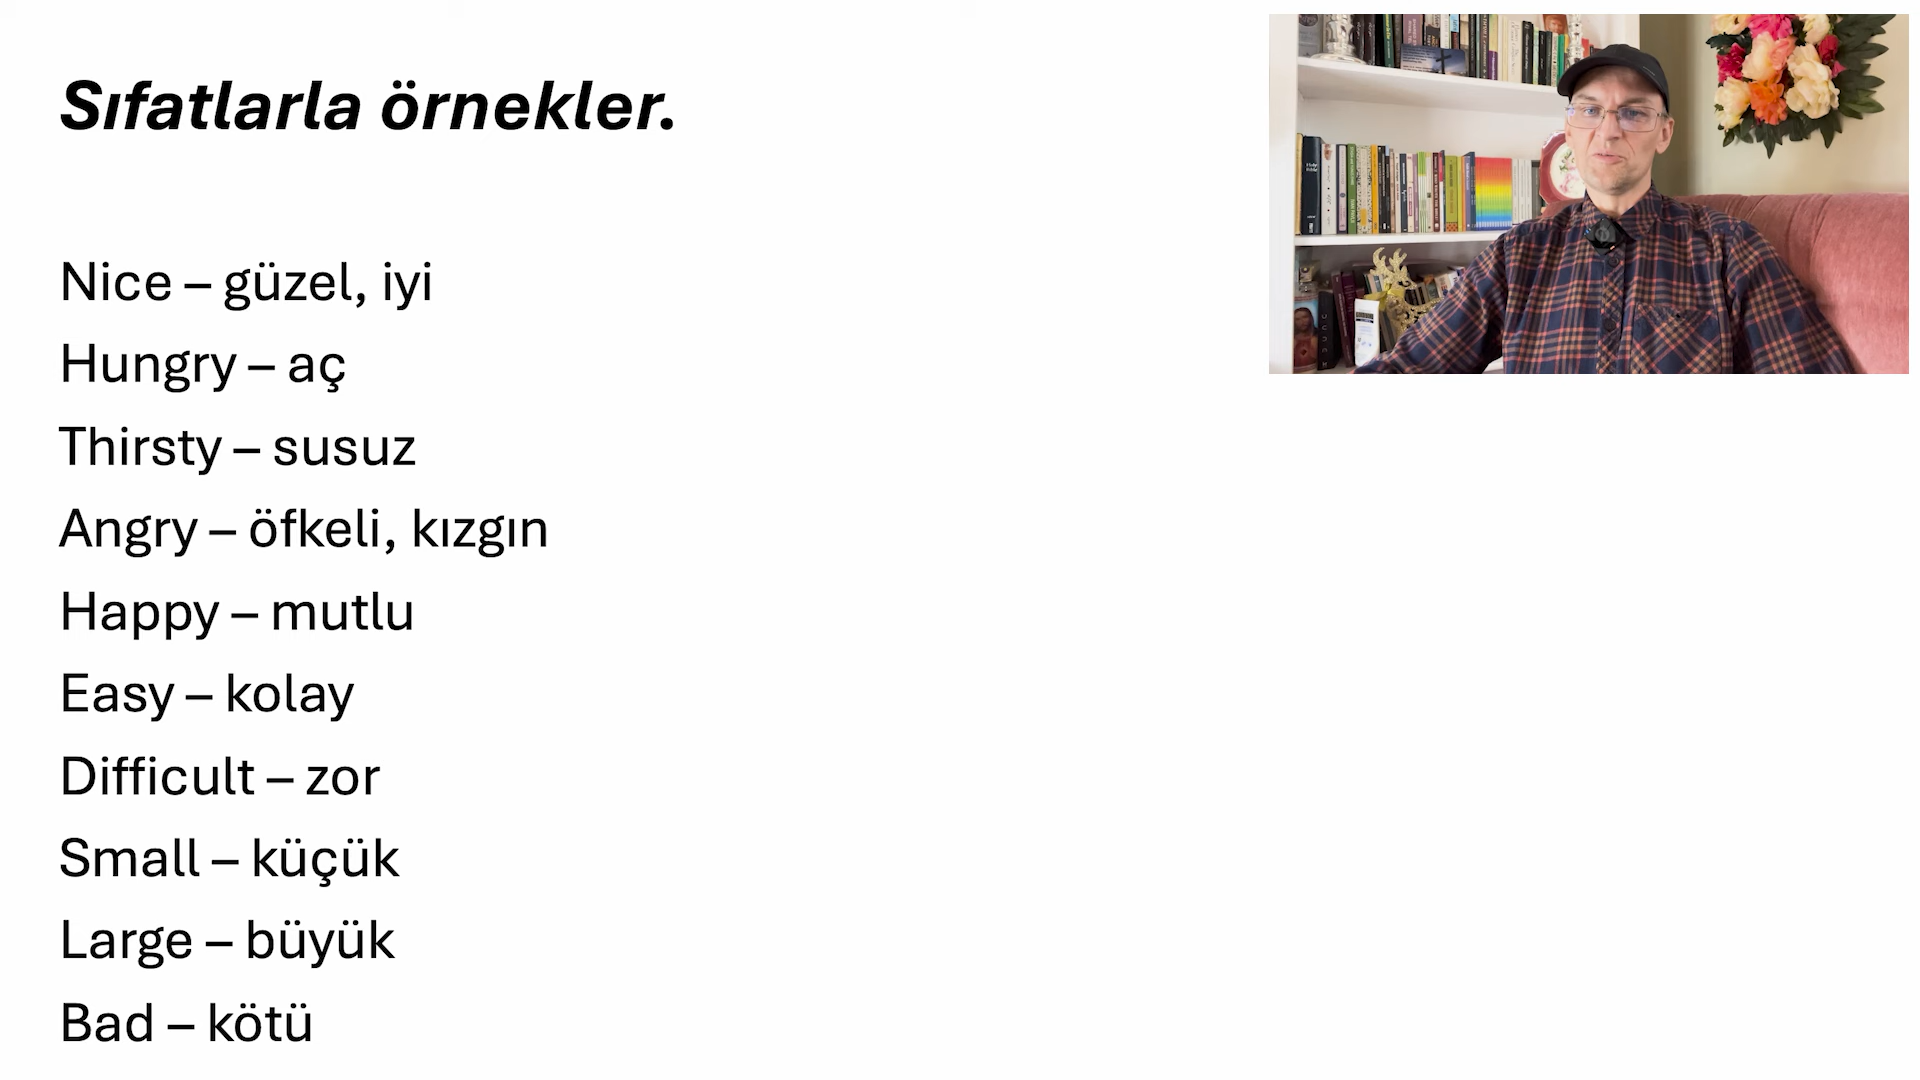 Sıfatlarla örnekler.
Nice – güzel, iyi
Hungry – aç
Thirsty – susuz
Angry – öfkeli, kızgın
Happy – mutlu
Easy – kolay
Difficult – zor
Small – küçük
Large – büyük
Bad – kötü